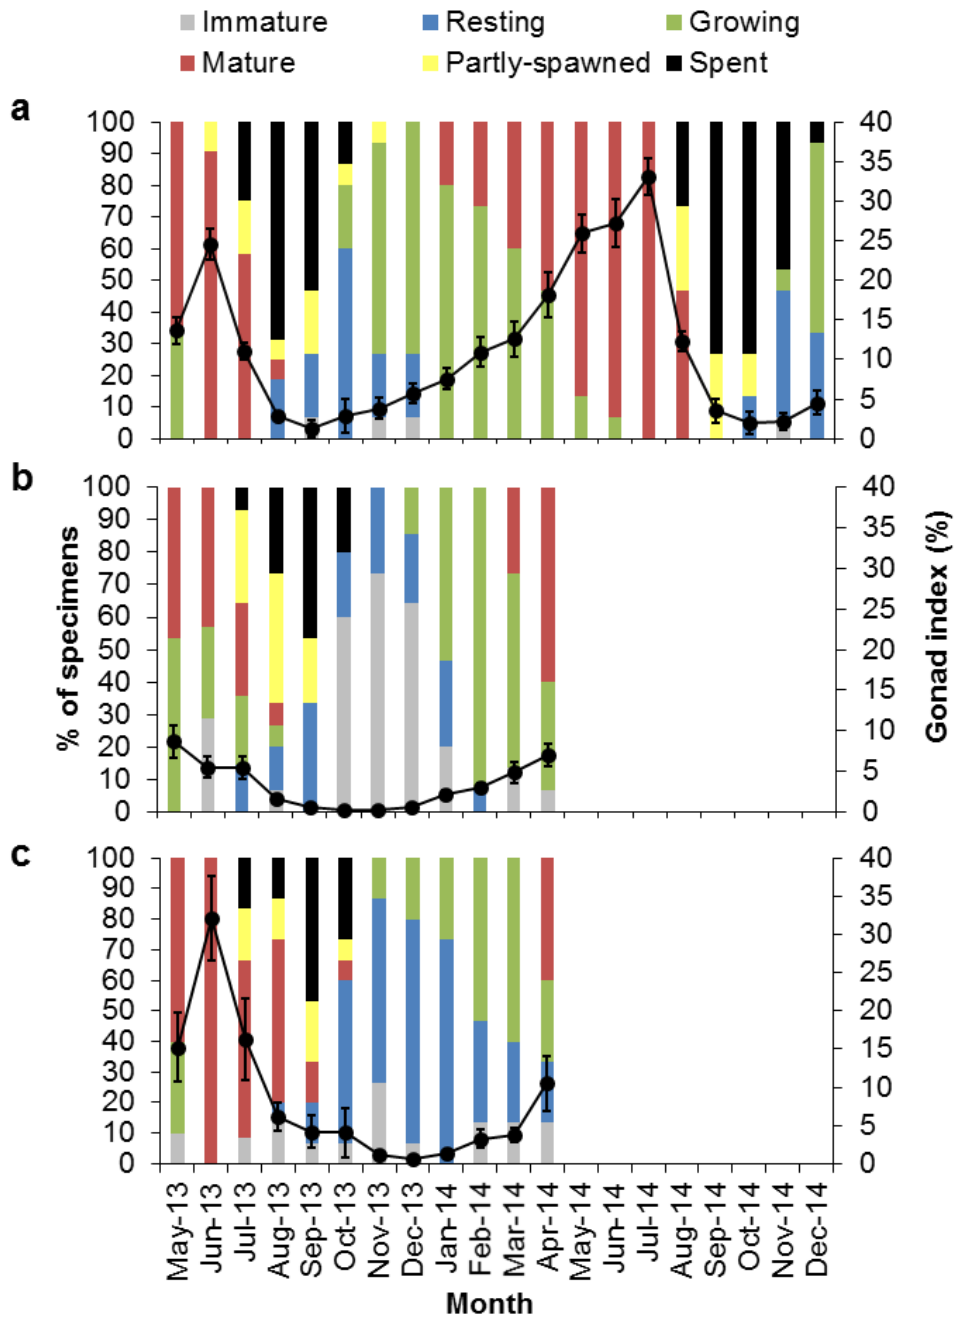 Immature Resting Growing
Mature Partly-spawned Spent
a
100 90 80 70 60 50 40 30 20 10 0
40 35 30 25 20 15 10 5 0
b
100 90 80 70 60 50 40 30 20 10 0
40 35 30 25 20 15 10 5 0
% of specimens
Gonad index (%)
c
100 90 80 70 60 50 40 30 20 10 0
40 35 30 25 20 15 10 5 0
May-13 Jun-13 Jul-13 Aug-13 Sep-13 Oct-13 Nov-13 Dec-13 Jan-14 Feb-14 Mar-14 Apr-14 May-14 Jun-14 Jul-14 Aug-14 Sep-14 Oct-14 Nov-14 Dec-14
Month